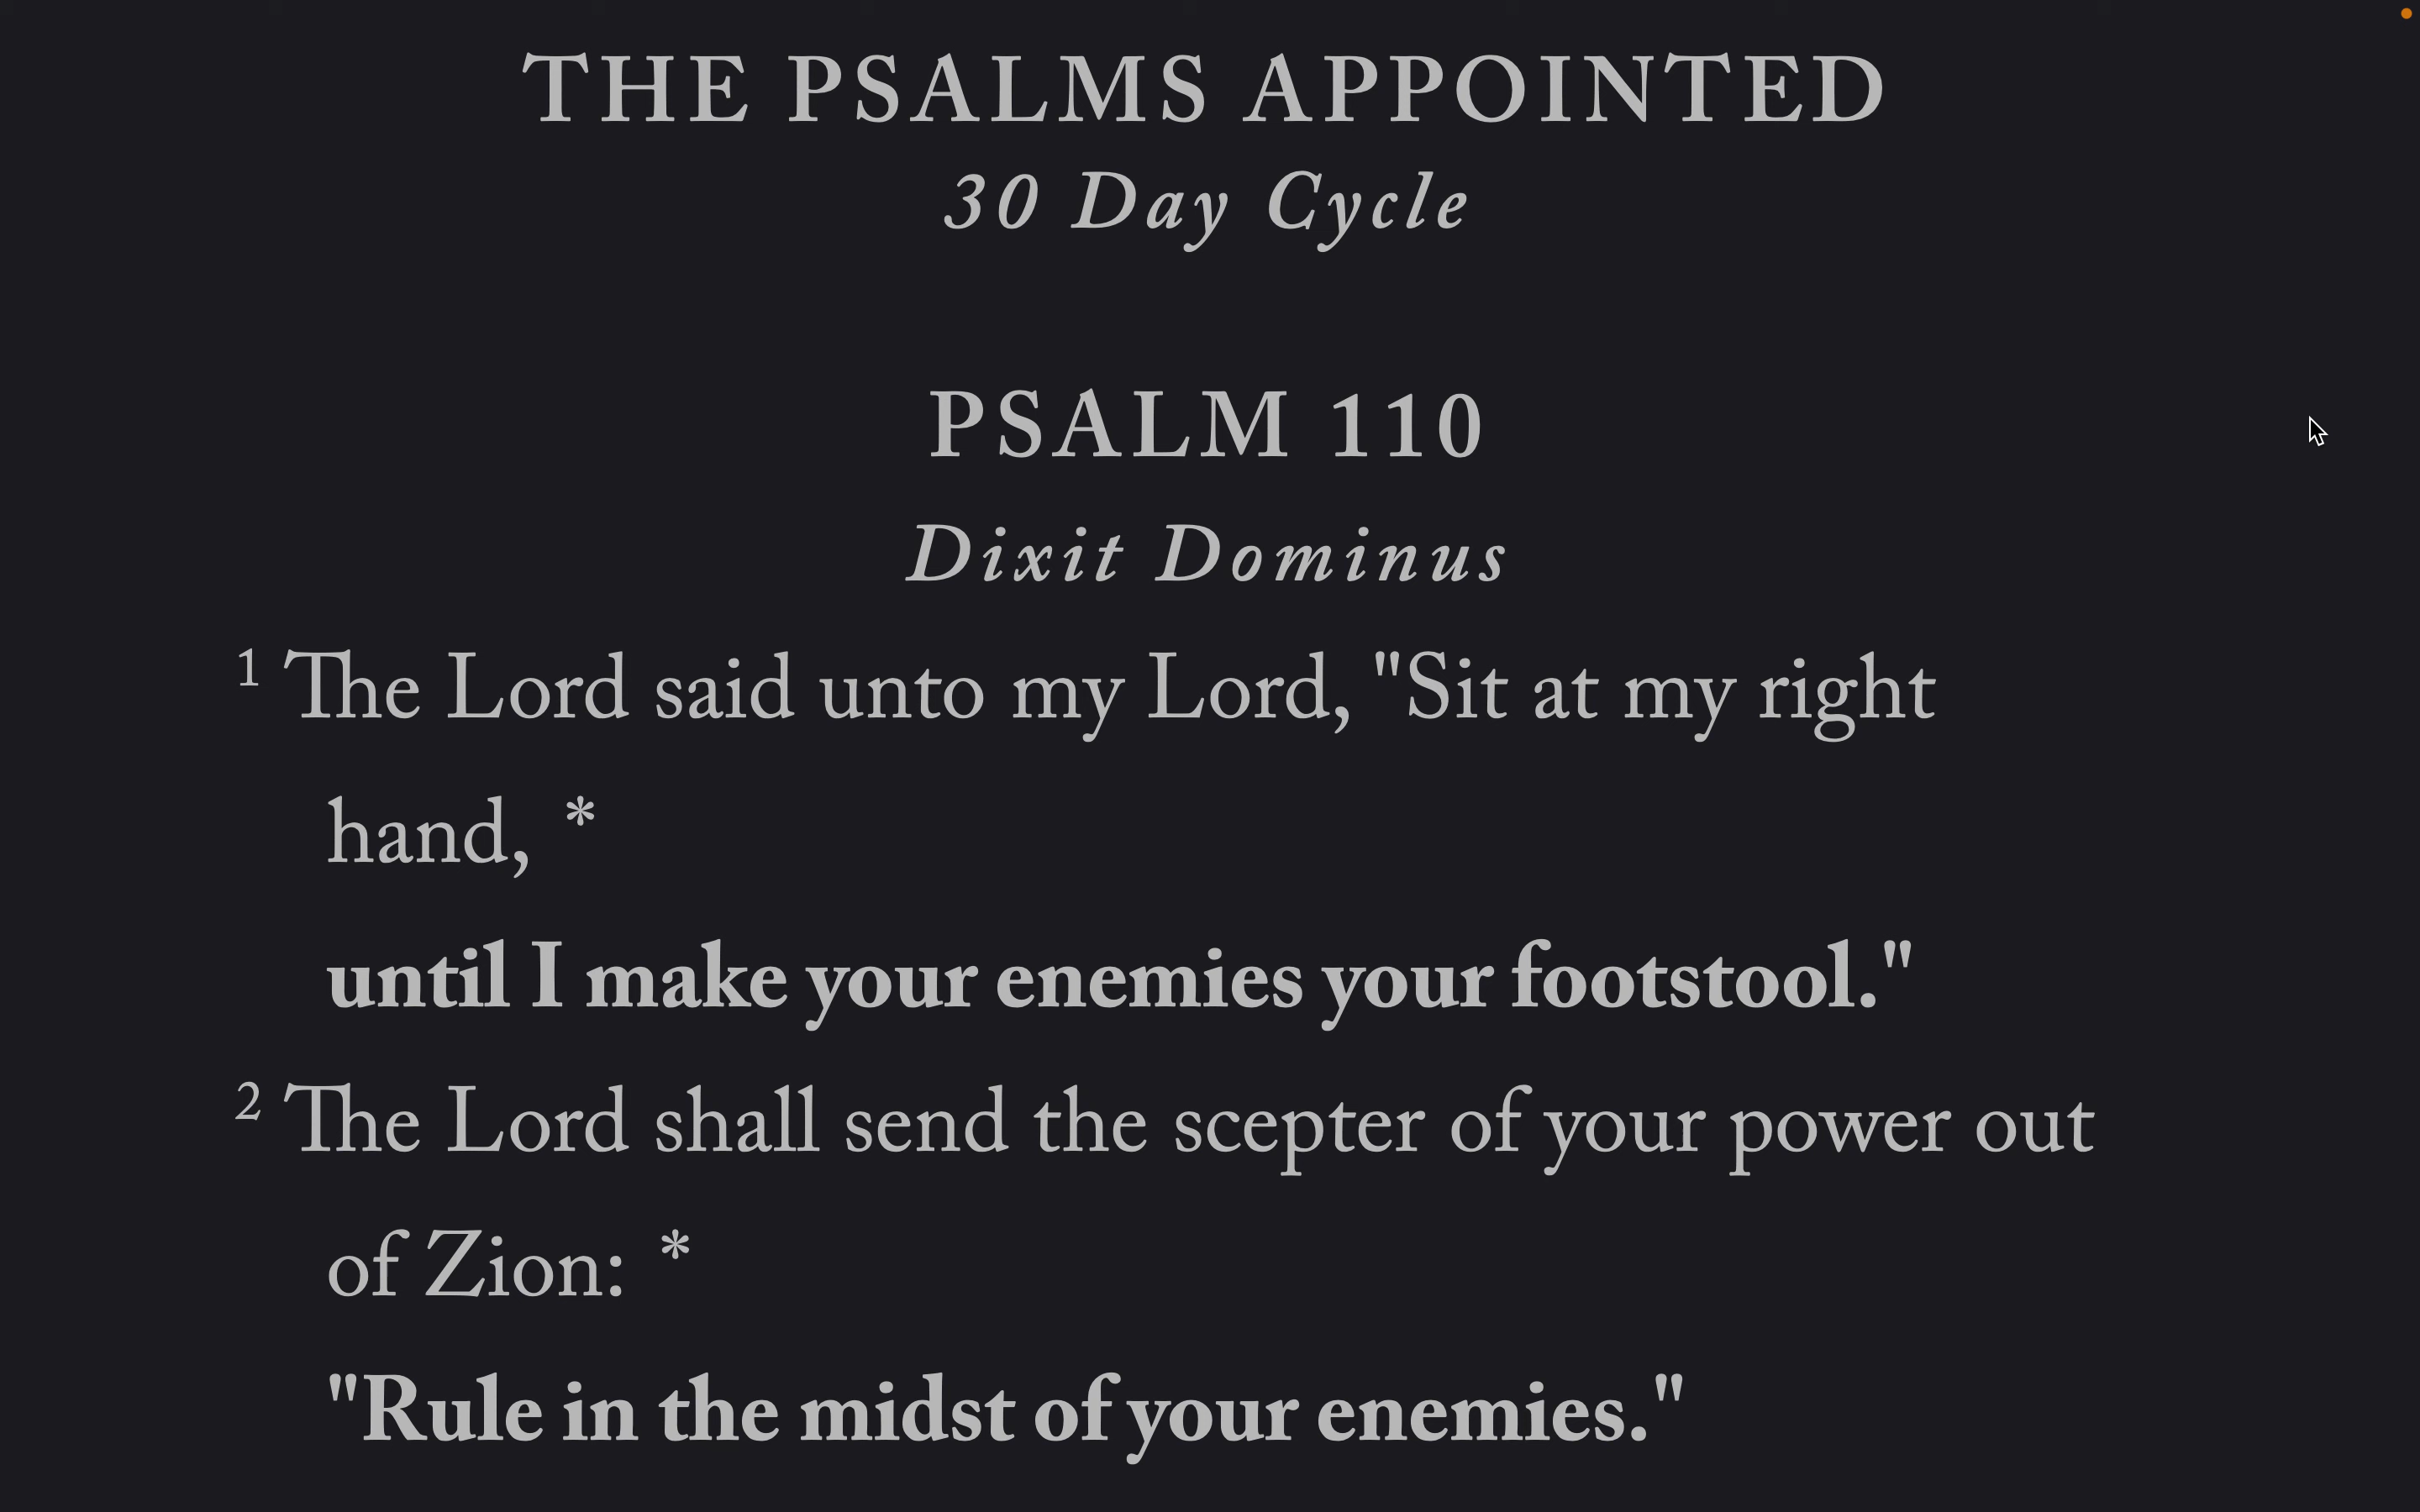 THE PSALMS APPOINTED
30 Day Cycle
PSALM 110
Dixit Dominus
1 The Lord said unto my Lord, "Sit at my right
hand, *
until I make your enemies your footstool."
2 The Lord shall send the scepter of your power out
of Zion: *
"Rule in the midst of your enemies."